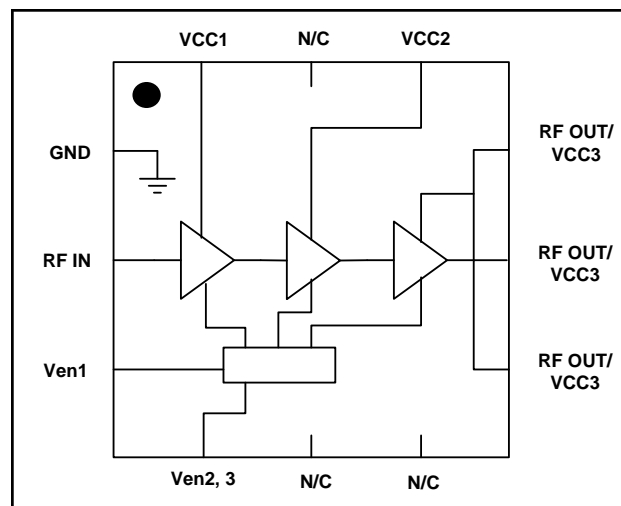 VCC1
N/C
VCC2
GND
RF OUT/
VCC3
RF IN
RF OUT/
VCC3
Ven1
RF OUT/
VCC3
Ven2, 3
N/C
N/C